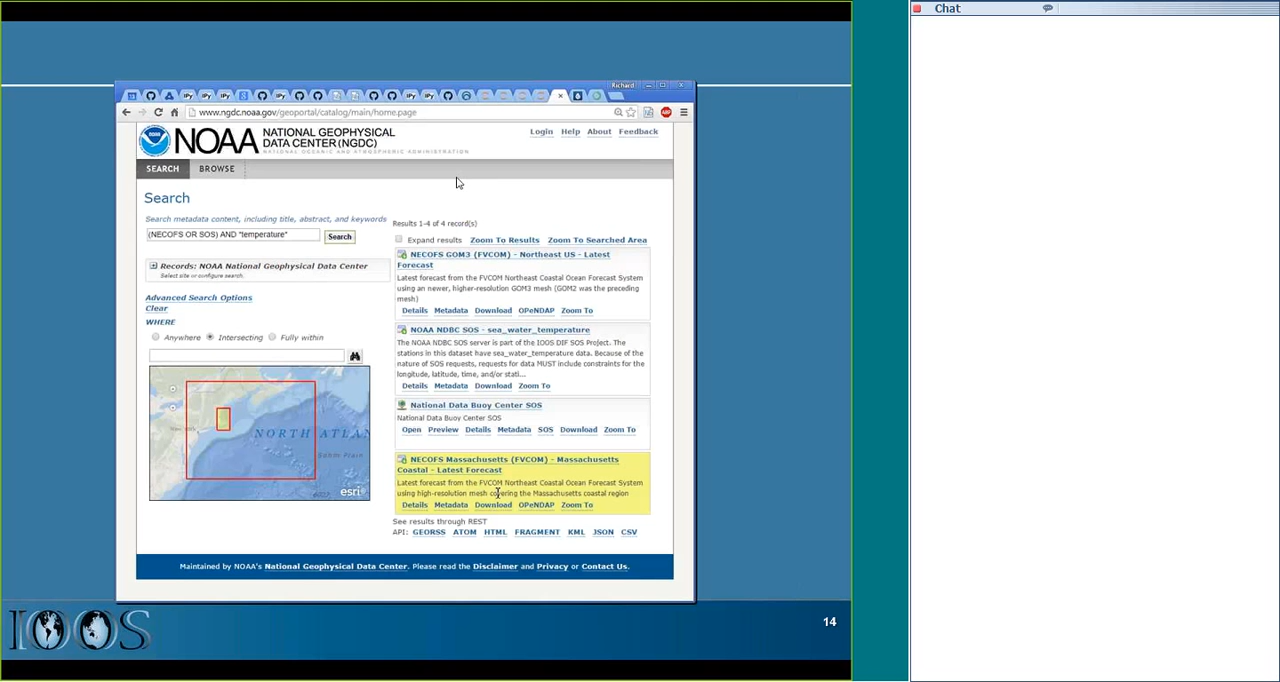 Chat
Richard
www.ngdc.noaa.gov/geoportal/catalog/main/home.page
NOAA NATIONAL GEOPHYSICAL
DATA CENTER (NGDC)
NATIONAL OCEANIC AND ATMOSPHERIC ADMINISTRATION
Login Help About Feedback
SEARCH BROWSE
Search
Search metadata content, including title, abstract, and keywords
(NECOFS OR SOS) AND "temperature" Search
Records: NOAA National Geophysical Data Center
Select site or configure search.
Advanced Search Options
Clear
WHERE
Anywhere Intersecting Fully within
NORTH ATLAN
esri
Results 1-4 of 4 record(s)
Expand results Zoom To Results Zoom To Searched Area
NECOFS GOM3 (FVCOM) - Northeast US - Latest
Forecast
Latest forecast from the FVCOM Northeast Coastal Ocean Forecast System
using an newer, higher-resolution GOM3 mesh (GOM2 was the preceding
mesh)
Details Metadata Download OPeNDAP Zoom To
NOAA NDBC SOS - sea_water_temperature
The NOAA NDBC SOS server is part of the IOOS DIF SOS Project. The
stations in this dataset have sea_water_temperature data. Because of the
nature of SOS requests, requests for data MUST include constraints for the
longitude, latitude, time, and/or stati...
Details Metadata Download Zoom To
National Data Buoy Center SOS
National Data Buoy Center SOS
Open Preview Details Metadata SOS Download Zoom To
NECOFS Massachusetts (FVCOM) - Massachusetts
Coastal - Latest Forecast
Latest forecast from the FVCOM Northeast Coastal Ocean Forecast System
using high-resolution mesh covering the Massachusetts coastal region
Details Metadata Download OPeNDAP Zoom To
See results through REST
API: GEORSS ATOM HTML FRAGMENT KML JSON CSV
Maintained by NOAA's National Geophysical Data Center. Please read the Disclaimer and Privacy or Contact Us.
IOOS
14